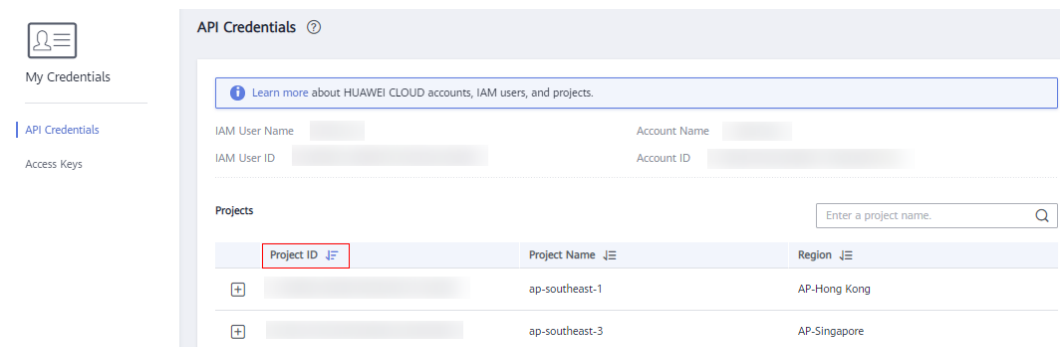 API Credentials ?
My Credentials
Learn more about HUAWEI CLOUD accounts, IAM users, and projects.
API Credentials
Access Keys
IAM User Name
Account Name
IAM User ID
Account ID
Projects
Enter a project name.
Project ID
Project Name
Region
ap-southeast-1
AP-Hong Kong
ap-southeast-3
AP-Singapore